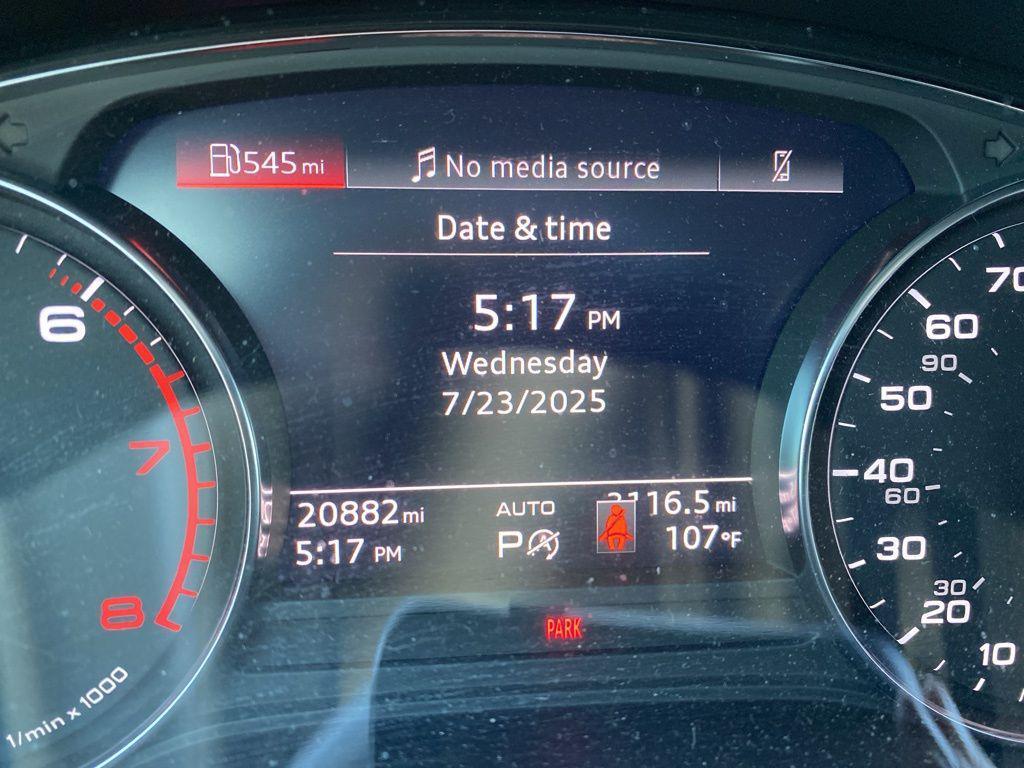 545 mi
No media source
Date & time
5:17 PM
Wednesday
7/23/2025
20882 mi
AUTO
116.5 mi
5:17 PM
P
107°F
PARK
6
7
8
1/min x 1000
70
60
90
50
40
60
30
30
20
10